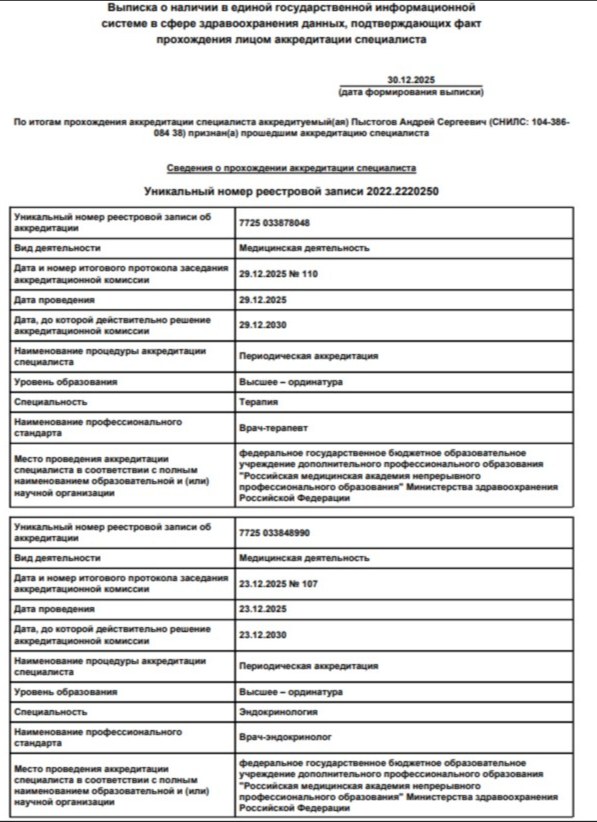 Выписка о наличии в единой государственной информационной
системе в сфере здравоохранения данных, подтверждающих факт
прохождения лицом аккредитации специалиста
30.12.2025
(дата формирования выписки)
По итогам прохождения аккредитации специалиста аккредитуемый(ая) Пыстогов Андрей Сергеевич (СНИЛС: 104-386-
084 38) признан(а) прошедшим аккредитацию специалиста
Сведения о прохождении аккредитации специалиста
Уникальный номер реестровой записи 2022.2220250
Уникальный номер реестровой записи об
аккредитации
7725 033878048
Вид деятельности
Медицинская деятельность
Дата и номер итогового протокола заседания
аккредитационной комиссии
29.12.2025 № 110
Дата проведения
29.12.2025
Дата, до которой действительно решение
аккредитационной комиссии
29.12.2030
Наименование процедуры аккредитации
специалиста
Периодическая аккредитация
Уровень образования
Высшее – ординатура
Специальность
Терапия
Наименование профессионального
стандарта
Врач-терапевт
Место проведения аккредитации
специалиста в соответствии с полным
наименованием образовательной и (или)
научной организации
федеральное государственное бюджетное образовательное
учреждение дополнительного профессионального образования
"Российская медицинская академия непрерывного
профессионального образования" Министерства здравоохранения
Российской Федерации
Уникальный номер реестровой записи об
аккредитации
7725 033848990
Вид деятельности
Медицинская деятельность
Дата и номер итогового протокола заседания
аккредитационной комиссии
23.12.2025 № 107
Дата проведения
23.12.2025
Дата, до которой действительно решение
аккредитационной комиссии
23.12.2030
Наименование процедуры аккредитации
специалиста
Периодическая аккредитация
Уровень образования
Высшее – ординатура
Специальность
Эндокринология
Наименование профессионального
стандарта
Врач-эндокринолог
Место проведения аккредитации
специалиста в соответствии с полным
наименованием образовательной и (или)
научной организации
федеральное государственное бюджетное образовательное
учреждение дополнительного профессионального образования
"Российская медицинская академия непрерывного
профессионального образования" Министерства здравоохранения
Российской Федерации